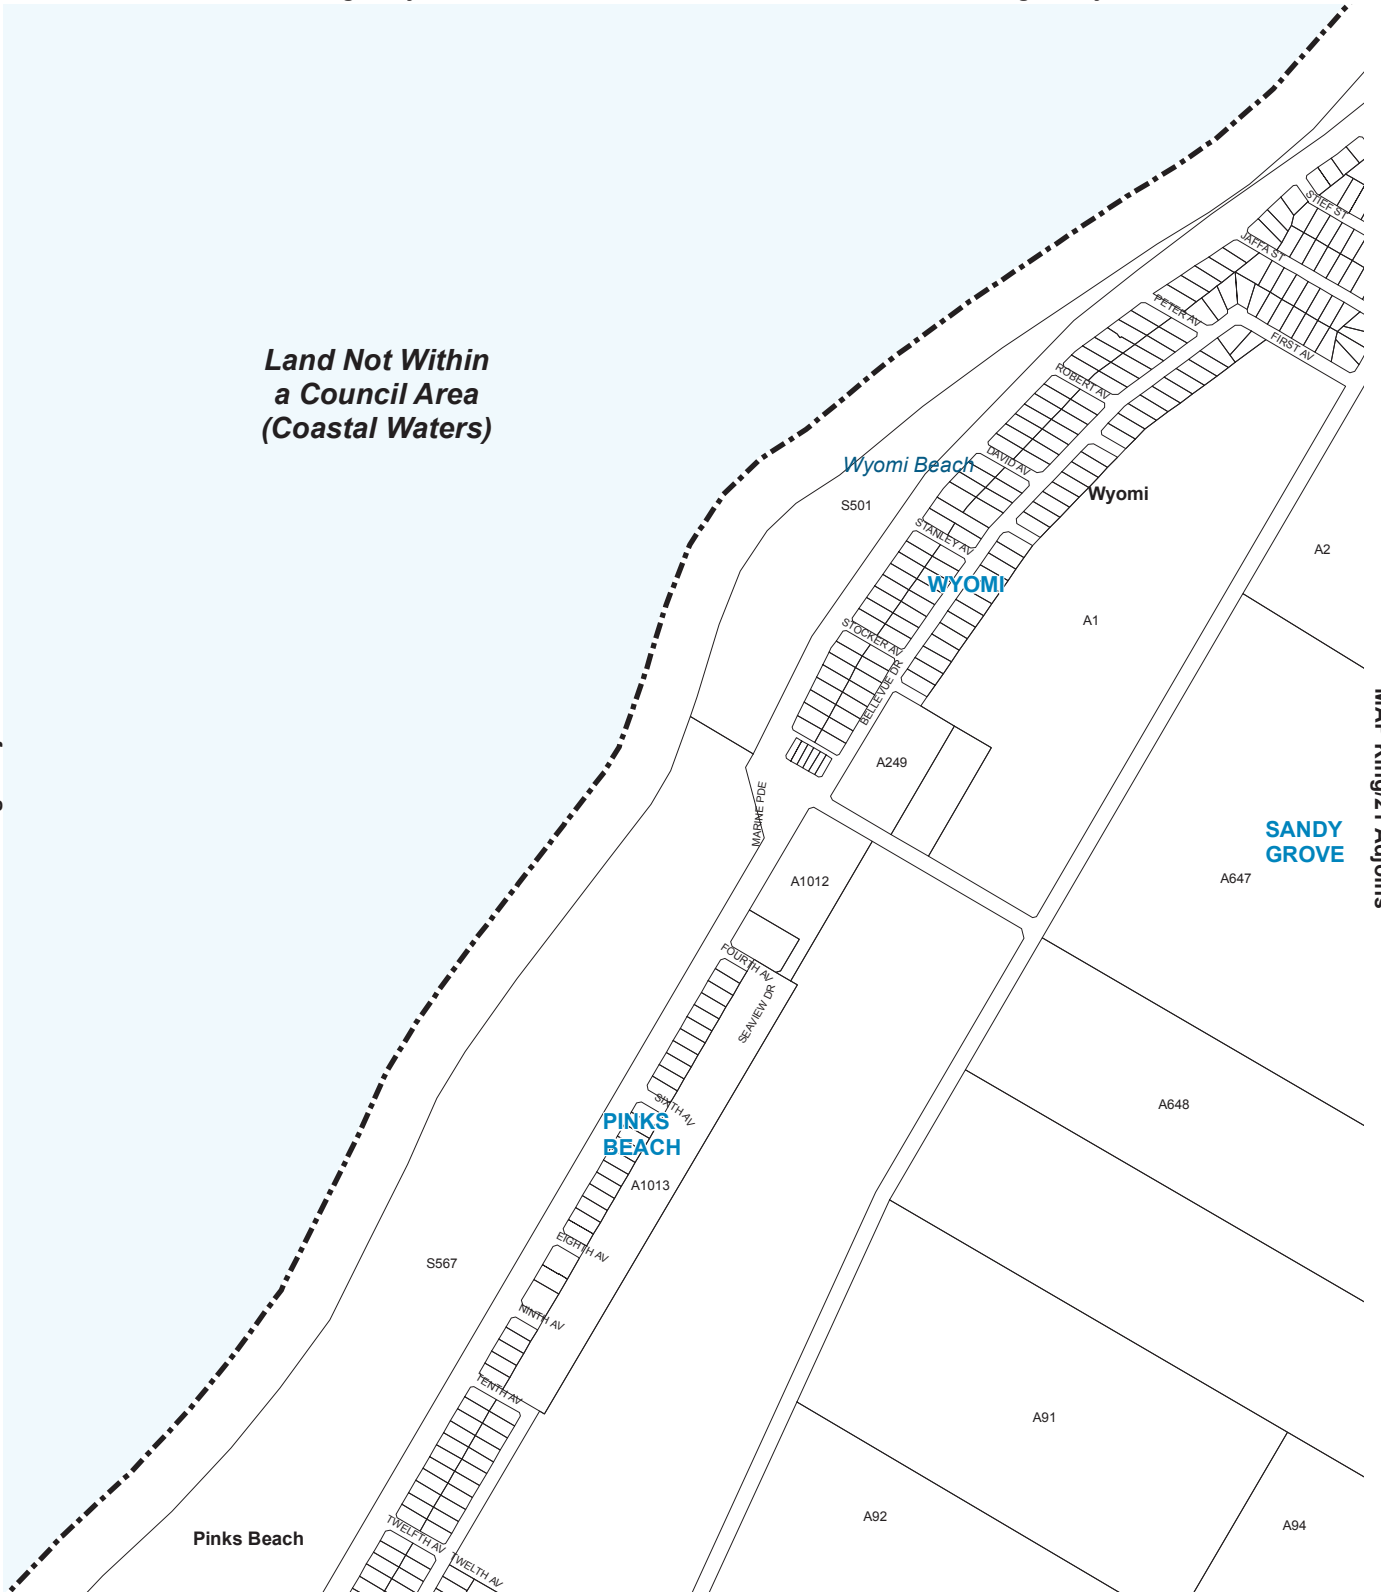 STIEF ST
JAFFA ST
PETER AV
FIRST AV
Land Not Within
a Council Area
(Coastal Waters)
ROBERT AV
DAVID AV
Wyomi Beach
Wyomi
S501
STANLEY AV
A2
WYOMI
A1
STOCKER AV
BELLEVUE DR
A249
MARINE PDE
SANDY
GROVE
A647
A1012
FOURTH AV
SEAVIEW DR
SIXTH AV
A648
PINKS
BEACH
A1013
EIGHTH AV
S567
NINTH AV
TENTH AV
A91
A92
A94
TWELFTH AV
Pinks Beach
TWELTH AV